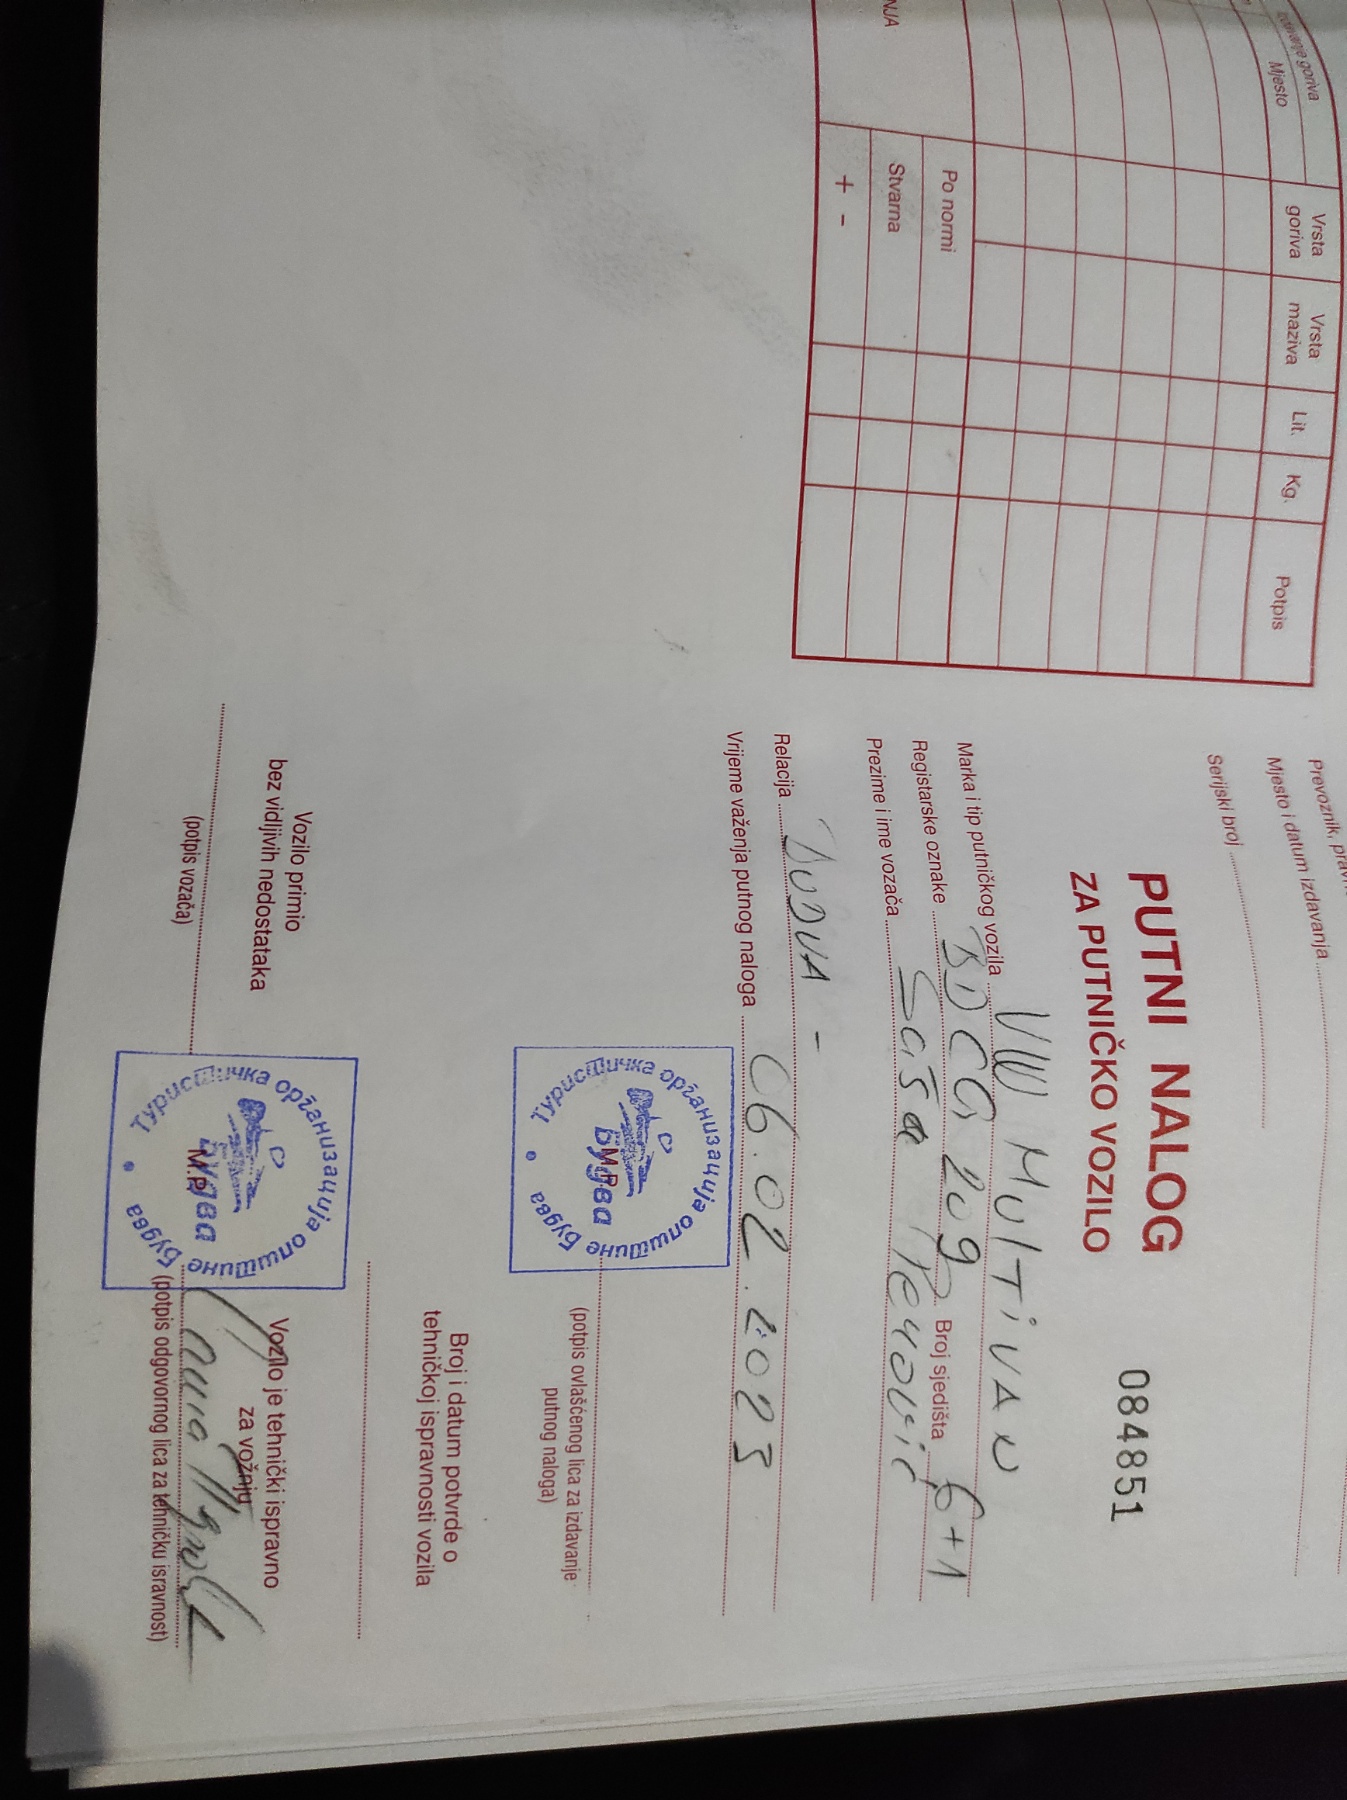 Mjesto
Vrsta
goriva
Vrsta
maziva
Lit.
Kg.
Potpis
Po normi
Stvarna
+ -
Mjesto i datum izdavanja
Serijski broj
PUTNI NALOG
ZA PUTNIČKO VOZILO
084851
Marka i tip putničkog vozila VW MULTIVAN
Registarske oznake BDCG 209 Broj sjedišta 6+1
Prezime i ime vozača Saša
Relacija BUDVA -
Vrijeme važenja putnog naloga 06.02.2023
Туристичка организација општине Будва
Будва
M.P.
(potpis ovlašćenog lica za izdavanje
putnog naloga)
Broj i datum potvrde o
tehničkoj ispravnosti vozila
Vozilo primio
bez vidljivih nedostataka
(potpis vozača)
Туристичка организација општине Будва
Будва
M.P.
Vozilo je tehnički ispravno
za vožnju
(potpis odgovornog lica za tehničku isravnost)